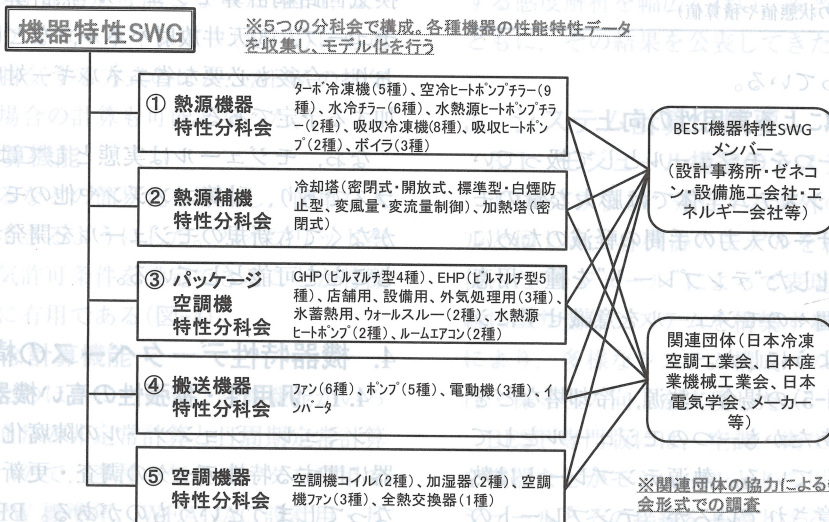 機器特性SWG
※5つの分科会で構成。各種機器の性能特性データ
を収集し、モデル化を行う
① 熱源機器
特性分科会
ターボ冷凍機(5種)、空冷ヒートポンプチラー(9
種)、水冷チラー(6種)、水熱源ヒートポンプチラ
ー(2種)、吸収冷凍機(8種)、吸収ヒートポン
プ(2種)、ボイラ(3種)
② 熱源補機
特性分科会
冷却塔(密閉式・開放式、標準型・白煙防
止型、変風量・変流量制御)、加熱塔(密
閉式)
③ パッケージ
空調機
特性分科会
GHP(ビルマルチ型4種)、EHP(ビルマルチ型5
種)、店舗用、設備用、外気処理用(3種)、
氷蓄熱用、ウォールスルー(2種)、水熱源
ヒートポンプ(2種)、ルームエアコン(2種)
④ 搬送機器
特性分科会
ファン(6種)、ポンプ(5種)、電動機(3種)、イ
ンバータ
⑤ 空調機器
特性分科会
空調機コイル(2種)、加湿器(2種)、空調
機ファン(3種)、全熱交換器(1種)
BEST機器特性SWG
メンバー
(設計事務所・ゼネコ
ン・設備施工会社・エ
ネルギー会社等)
関連団体(日本冷凍
空調工業会、日本産
業機械工業会、日本
電気学会、メーカー
等)
※関連団体の協力による
会形式での調査